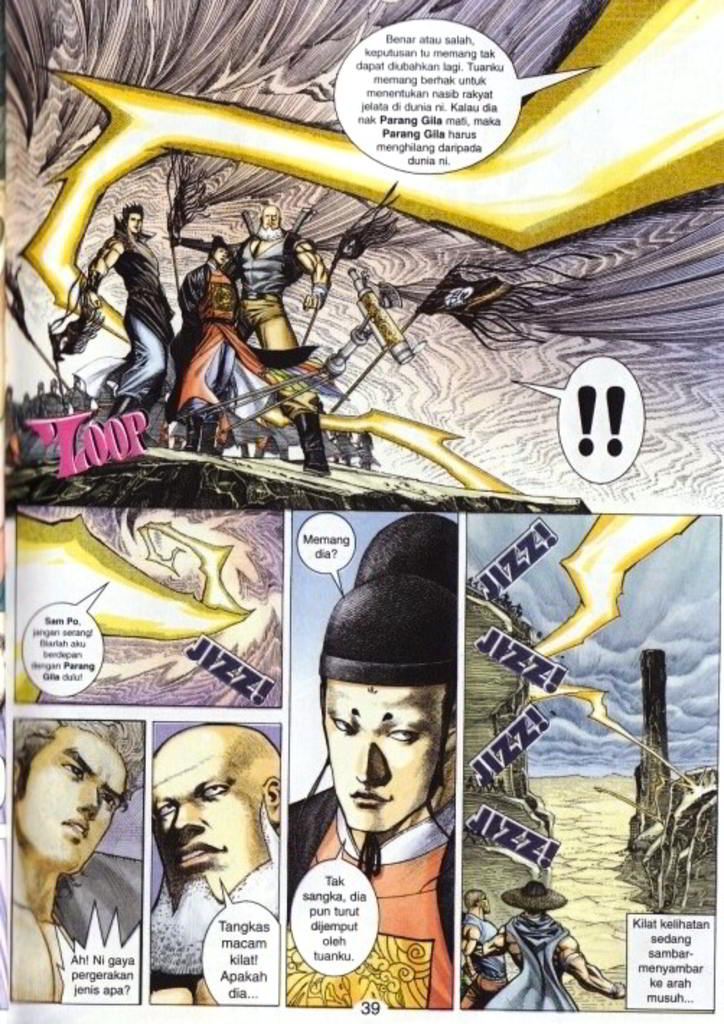 Benar atau salah,
keputusan tu memang tak
dapat diubahkan lagi. Tuanku
memang berhak untuk
menentukan nasib rakyat
jelata di dunia ni. Kalau dia
nak Parang Gila mati, maka
Parang Gila harus
menghilang daripada
dunia ni.
!!
ZOOP
Sam Po,
jangan serang!
Biarlah aku
berdepan
dengan Parang
Gila dulu!
JIZZ!
Memang
dia?
JIZZ!
JIZZ!
JIZZ!
JIZZ!
Ah! Ni gaya
pergerakan
jenis apa?
Tangkas
macam
kilat!
Apakah
dia...
Tak
sangka, dia
pun turut
dijemput
oleh
tuanku.
Kilat kelihatan
sedang
sambar-
menyambar
ke arah
musuh...
39